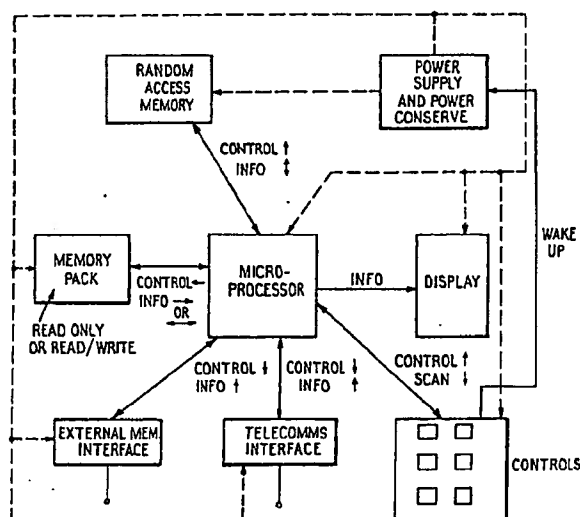 RANDOM
ACCESS
MEMORY
POWER
SUPPLY
AND POWER
CONSERVE
CONTROL ↑
INFO ↕
WAKE
UP
MEMORY
PACK
CONTROL ←
INFO →
OR ↔
MICRO-
PROCESSOR
INFO
DISPLAY
READ ONLY
OR READ/WRITE
CONTROL ↓
INFO ↑
CONTROL ↓
INFO ↑
CONTROL ↑
SCAN ↓
EXTERNAL MEM.
INTERFACE
TELECOMMS
INTERFACE
CONTROLS